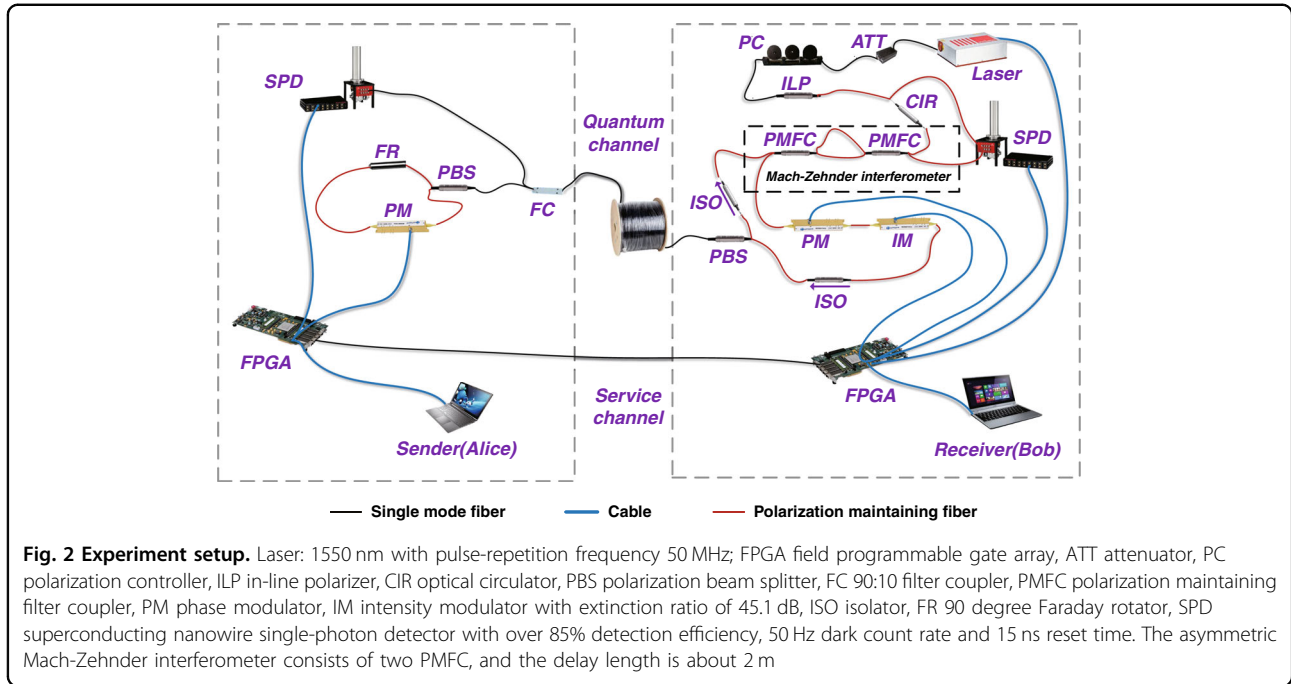 PC
ATT
Laser
SPD
ILP
CIR
Quantum
channel
PMFC
PMFC
SPD
FR
PBS
Mach-Zehnder interferometer
FC
ISO
PM
PM
IM
PBS
ISO
FPGA
FPGA
Service
channel
Sender(Alice)
Receiver(Bob)
Single mode fiber
Cable
Polarization maintaining fiber
Fig. 2 Experiment setup. Laser: 1550 nm with pulse-repetition frequency 50 MHz; FPGA field programmable gate array, ATT attenuator, PC
polarization controller, ILP in-line polarizer, CIR optical circulator, PBS polarization beam splitter, FC 90:10 filter coupler, PMFC polarization maintaining
filter coupler, PM phase modulator, IM intensity modulator with extinction ratio of 45.1 dB, ISO isolator, FR 90 degree Faraday rotator, SPD
superconducting nanowire single-photon detector with over 85% detection efficiency, 50 Hz dark count rate and 15 ns reset time. The asymmetric
Mach-Zehnder interferometer consists of two PMFC, and the delay length is about 2 m